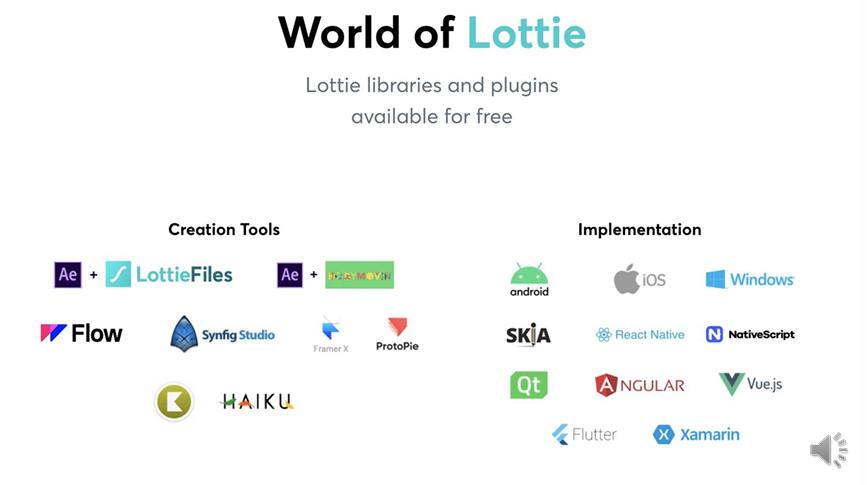 World of Lottie
Lottie libraries and plugins
available for free
Creation Tools
Implementation
Ae + LottieFiles
Ae + BODYMOVIN
Flow
Synfig Studio
Framer X
ProtoPie
K
HAIKU
android
iOS
Windows
SKiA
React Native
N NativeScript
Qt
ANGULAR
Vue.js
Flutter
Xamarin